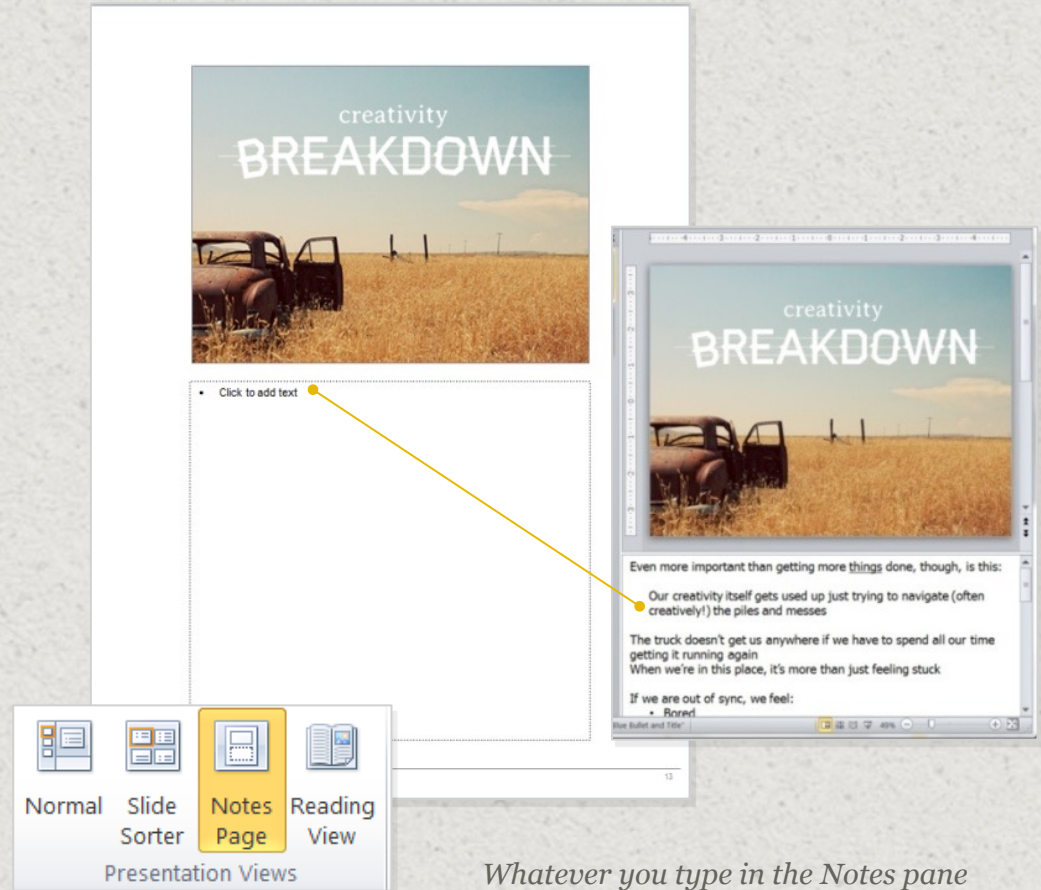 creativity
BREAKDOWN
• Click to add text
13
creativity
BREAKDOWN
Even more important than getting more things done, though, is this:
Our creativity itself gets used up just trying to navigate (often
creatively!) the piles and messes
The truck doesn't get us anywhere if we have to spend all our time
getting it running again
When we're in this place, it's more than just feeling stuck
If we are out of sync, we feel:
• Bored
Blue Bullet and Title"
49%
Normal
Slide
Sorter
Notes
Page
Reading
View
Presentation Views
Whatever you type in the Notes pane